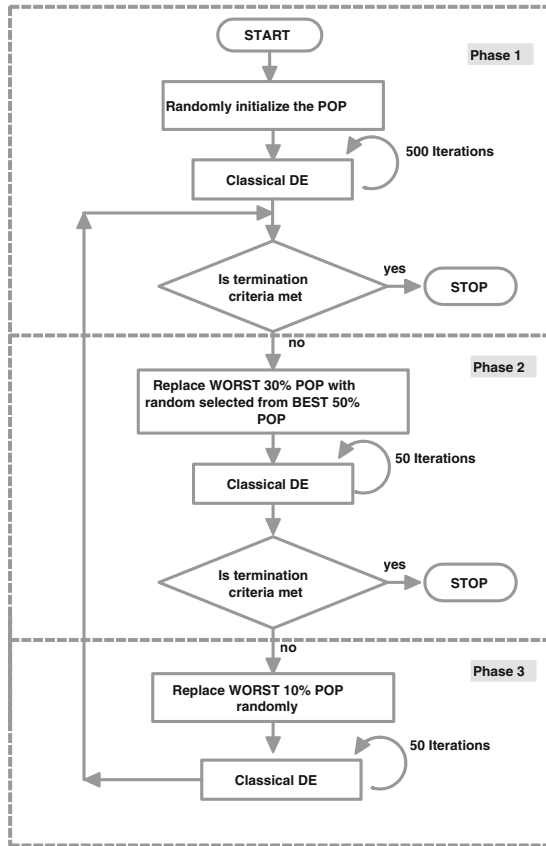 START
Phase 1
Randomly initialize the POP
500 Iterations
Classical DE
Is termination
criteria met
yes
STOP
no
Phase 2
Replace WORST 30% POP with
random selected from BEST 50%
POP
50 Iterations
Classical DE
Is termination
criteria met
yes
STOP
no
Phase 3
Replace WORST 10% POP
randomly
50 Iterations
Classical DE